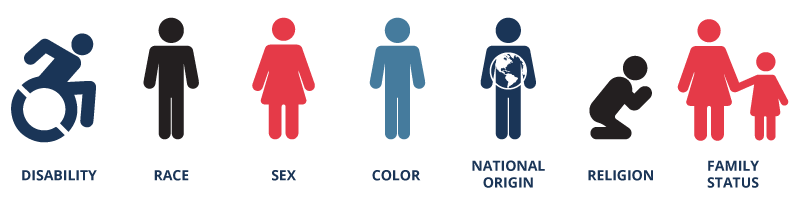 DISABILITY
RACE
SEX
COLOR
NATIONAL
ORIGIN
RELIGION
FAMILY
STATUS